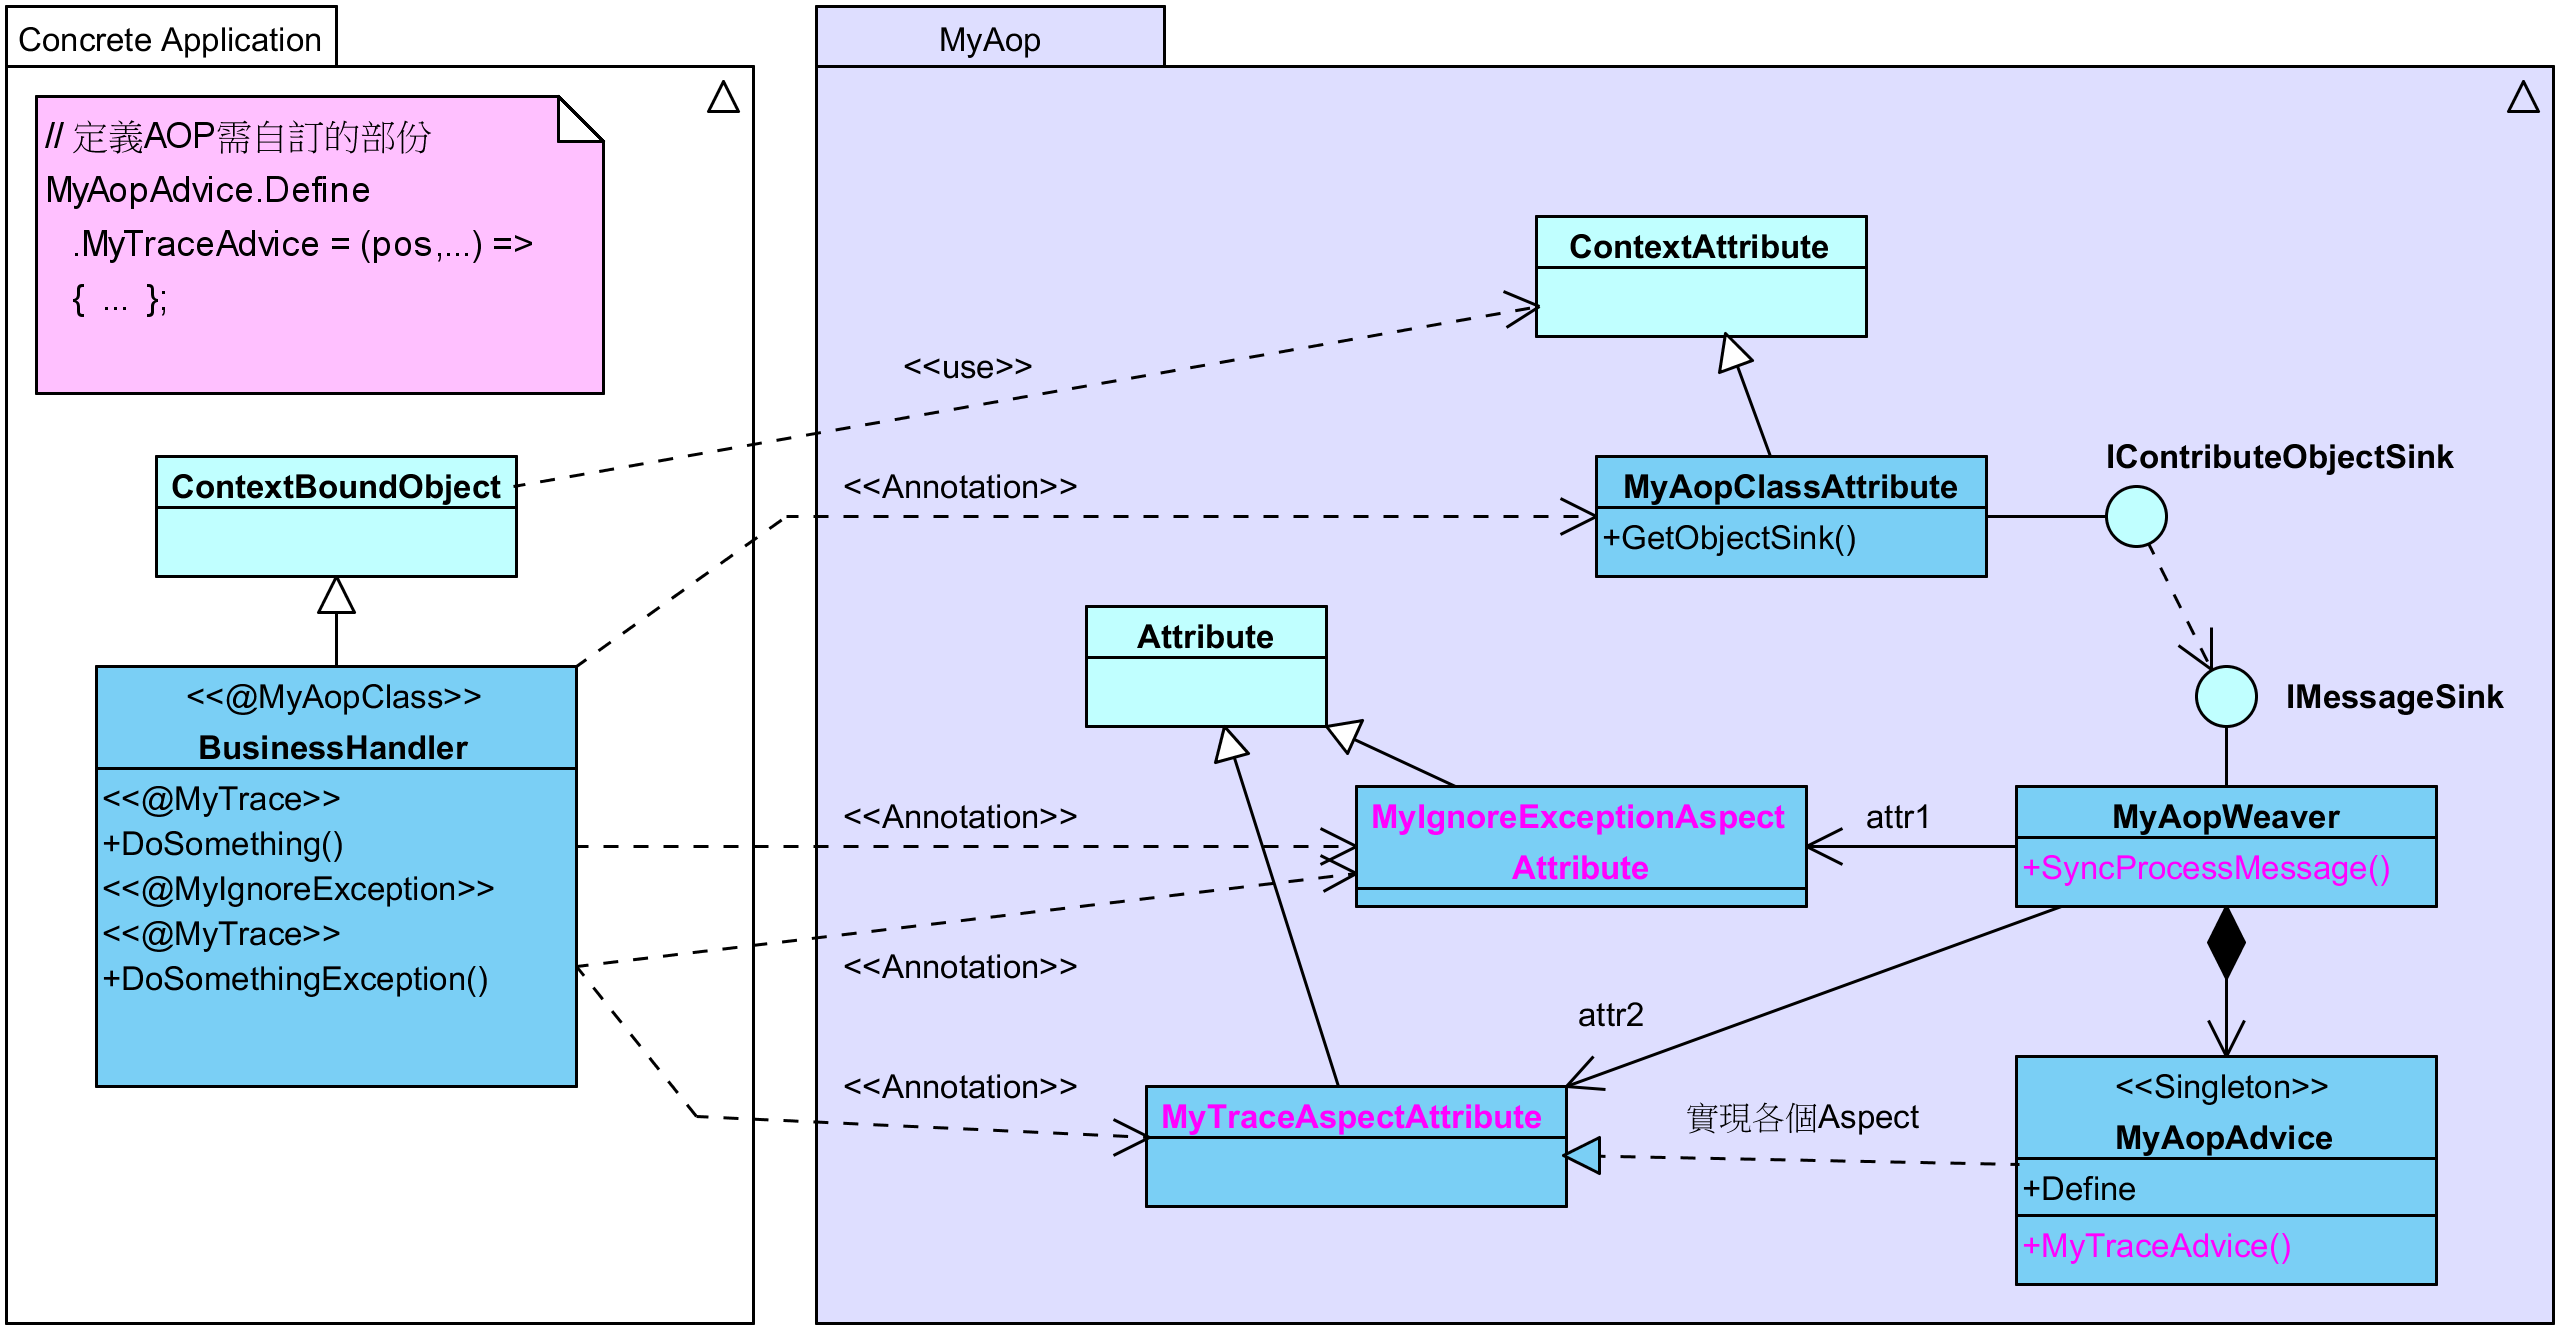 Concrete Application
// 定義AOP需自訂的部份
MyAopAdvice.Define
.MyTraceAdvice = (pos,...) =>
{ ... };
ContextBoundObject
<<@MyAopClass>>
BusinessHandler
<<@MyTrace>>
+DoSomething()
<<@MyIgnoreException>>
<<@MyTrace>>
+DoSomethingException()
MyAop
ContextAttribute
<<use>>
<<Annotation>>
MyAopClassAttribute
+GetObjectSink()
IContributeObjectSink
Attribute
IMessageSink
<<Annotation>>
MyIgnoreExceptionAspect
Attribute
attr1
MyAopWeaver
+SyncProcessMessage()
<<Annotation>>
attr2
<<Annotation>>
MyTraceAspectAttribute
實現各個Aspect
<<Singleton>>
MyAopAdvice
+Define
+MyTraceAdvice()